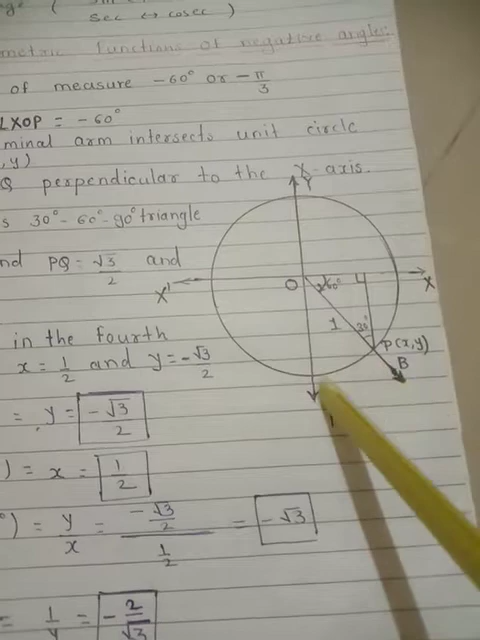 sec ↔ cosec )
metric functions of negative angles:
of measure -60° or -π/3
∠XOP = -60°
minal arm intersects unit circle
,y)
Q perpendicular to the X-axis.
s 30°-60°-90° triangle
nd PQ = √3/2 and
in the fourth
x = 1/2 and y = -√3/2
= y = -√3/2
) = x = 1/2
°) = y/x = (-√3/2)/(1/2) = -√3
= 1/y = -2/√3
Y
X'
O
60°
X
1
30°
P(x,y)
B